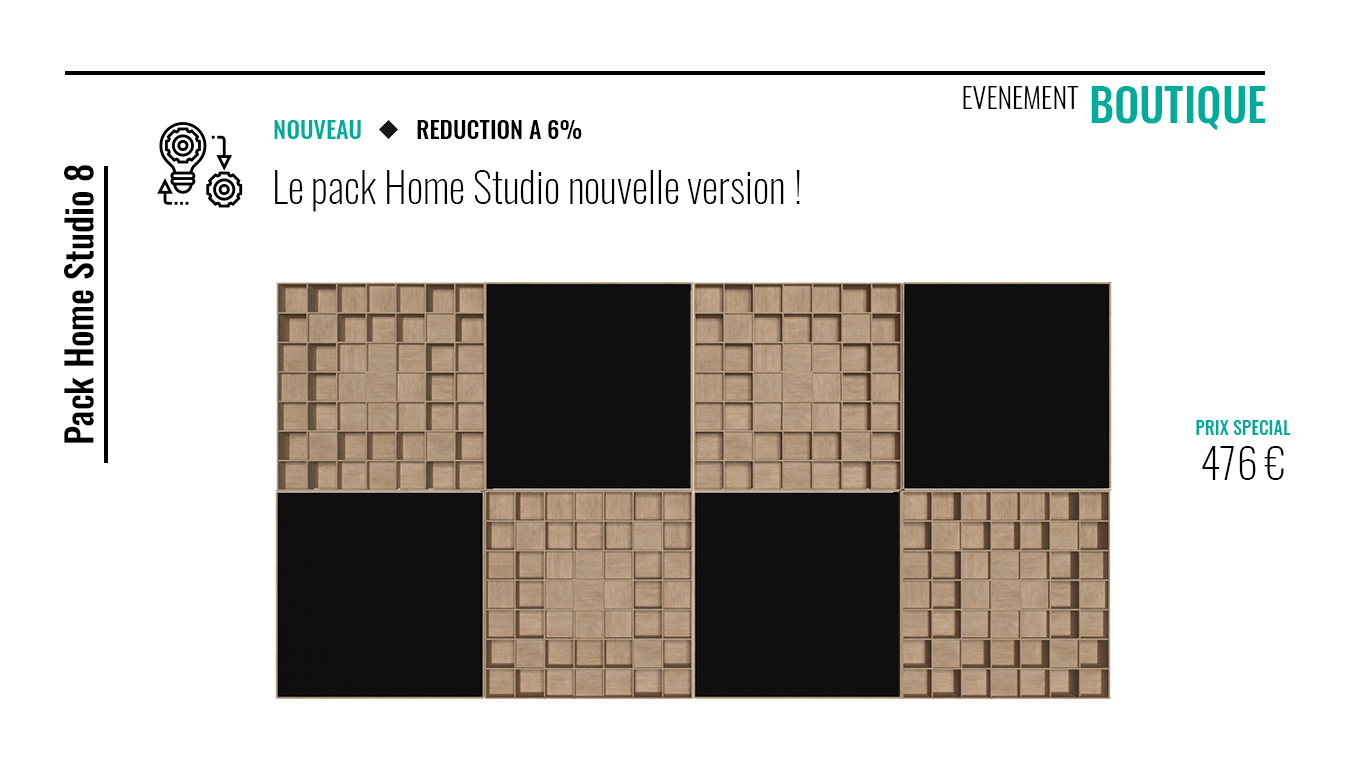 EVENEMENT BOUTIQUE
NOUVEAU ◆ REDUCTION A 6%
Le pack Home Studio nouvelle version !
Pack Home Studio 8
PRIX SPECIAL
476 €